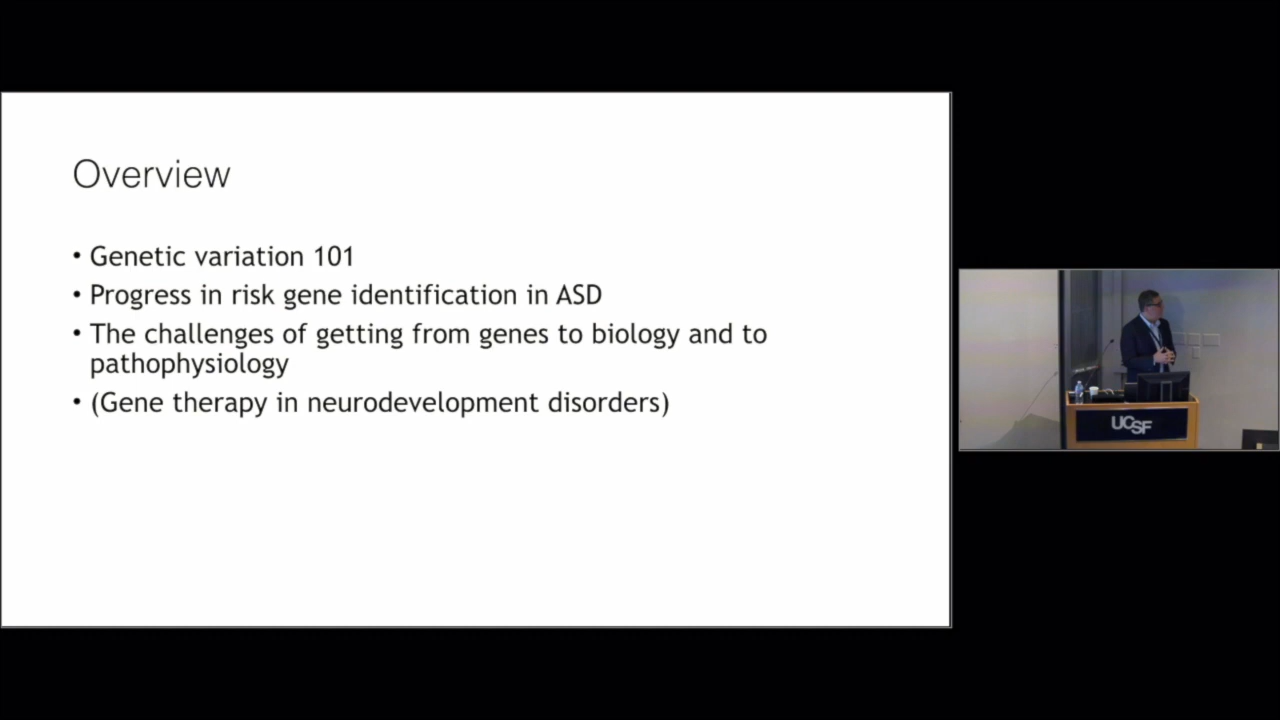 Overview
• Genetic variation 101
• Progress in risk gene identification in ASD
• The challenges of getting from genes to biology and to
pathophysiology
• (Gene therapy in neurodevelopment disorders)
UCSF